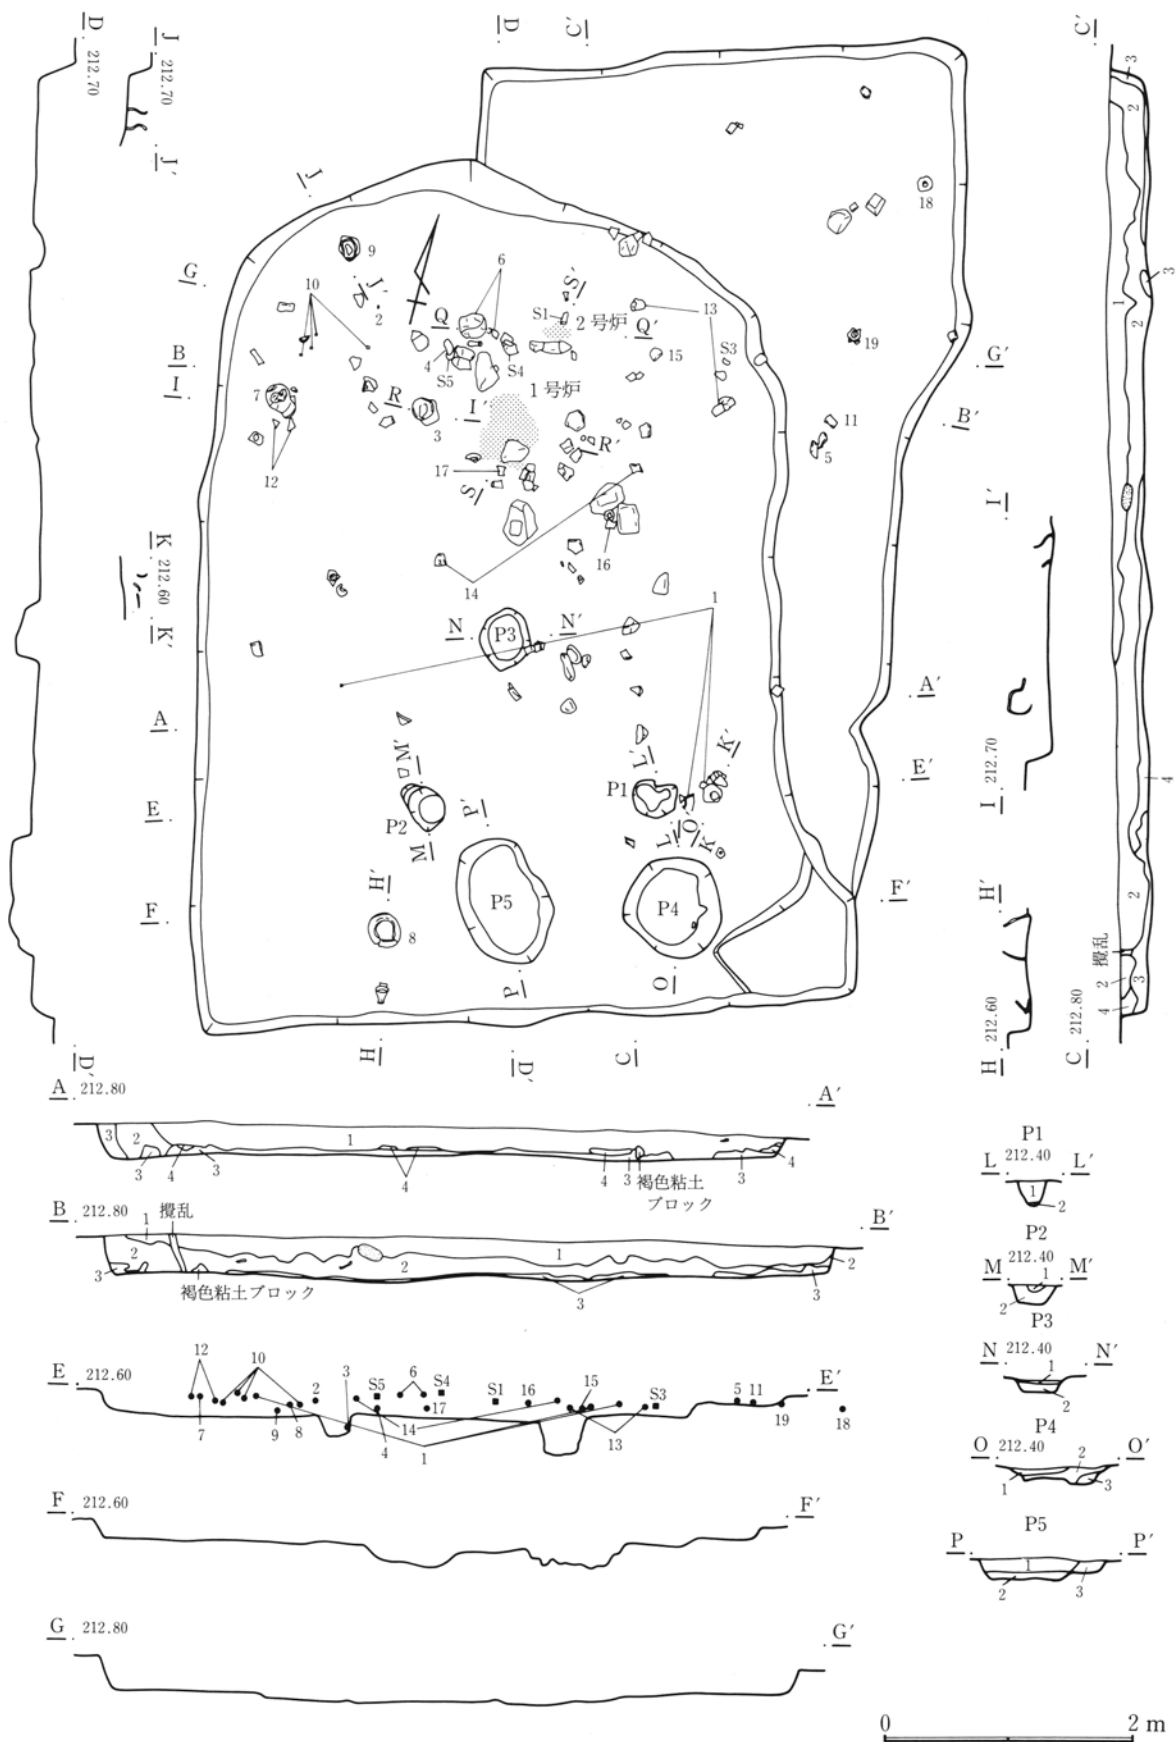 D
212.70
J
212.70
J′
D
C′
C′
3
2
1
3
2
4
2
攪乱
2
3
4
C
212.80
J
9
G
10
J′
2
6
S′
S1
2号炉
Q
Q′
13
S3
15
4
S5
S4
18
19
G′
B
I
7
R
I′
1号炉
3
R′
12
17
S
11
5
B′
I′
16
14
1
K
212.60
K′
N
P3
N′
A
A′
M′
L′
K′
P1
E′
E
P2
M
P′
L
O′
K
I
212.70
F
H′
8
P5
P4
F′
H′
H
212.60
P
O
H
D′
C
D′
A
212.80
A′
3
2
1
3
4
3
4
4
3
褐色粘土
ブロック
3
4
B
212.80
1
攪乱
B′
2
3
褐色粘土ブロック
2
1
3
2
3
E
212.60
12
10
2
3
S5
6
S4
S1
16
15
S3
5
11
E′
7
9
8
14
4
17
1
13
19
18
F
212.60
F′
G
212.80
G′
P1
L
212.40
L′
1
2
P2
M
212.40
M′
1
2
P3
N
212.40
N′
1
2
P4
O
212.40
O′
2
1
3
P5
P
P′
1
2
3
0
2 m